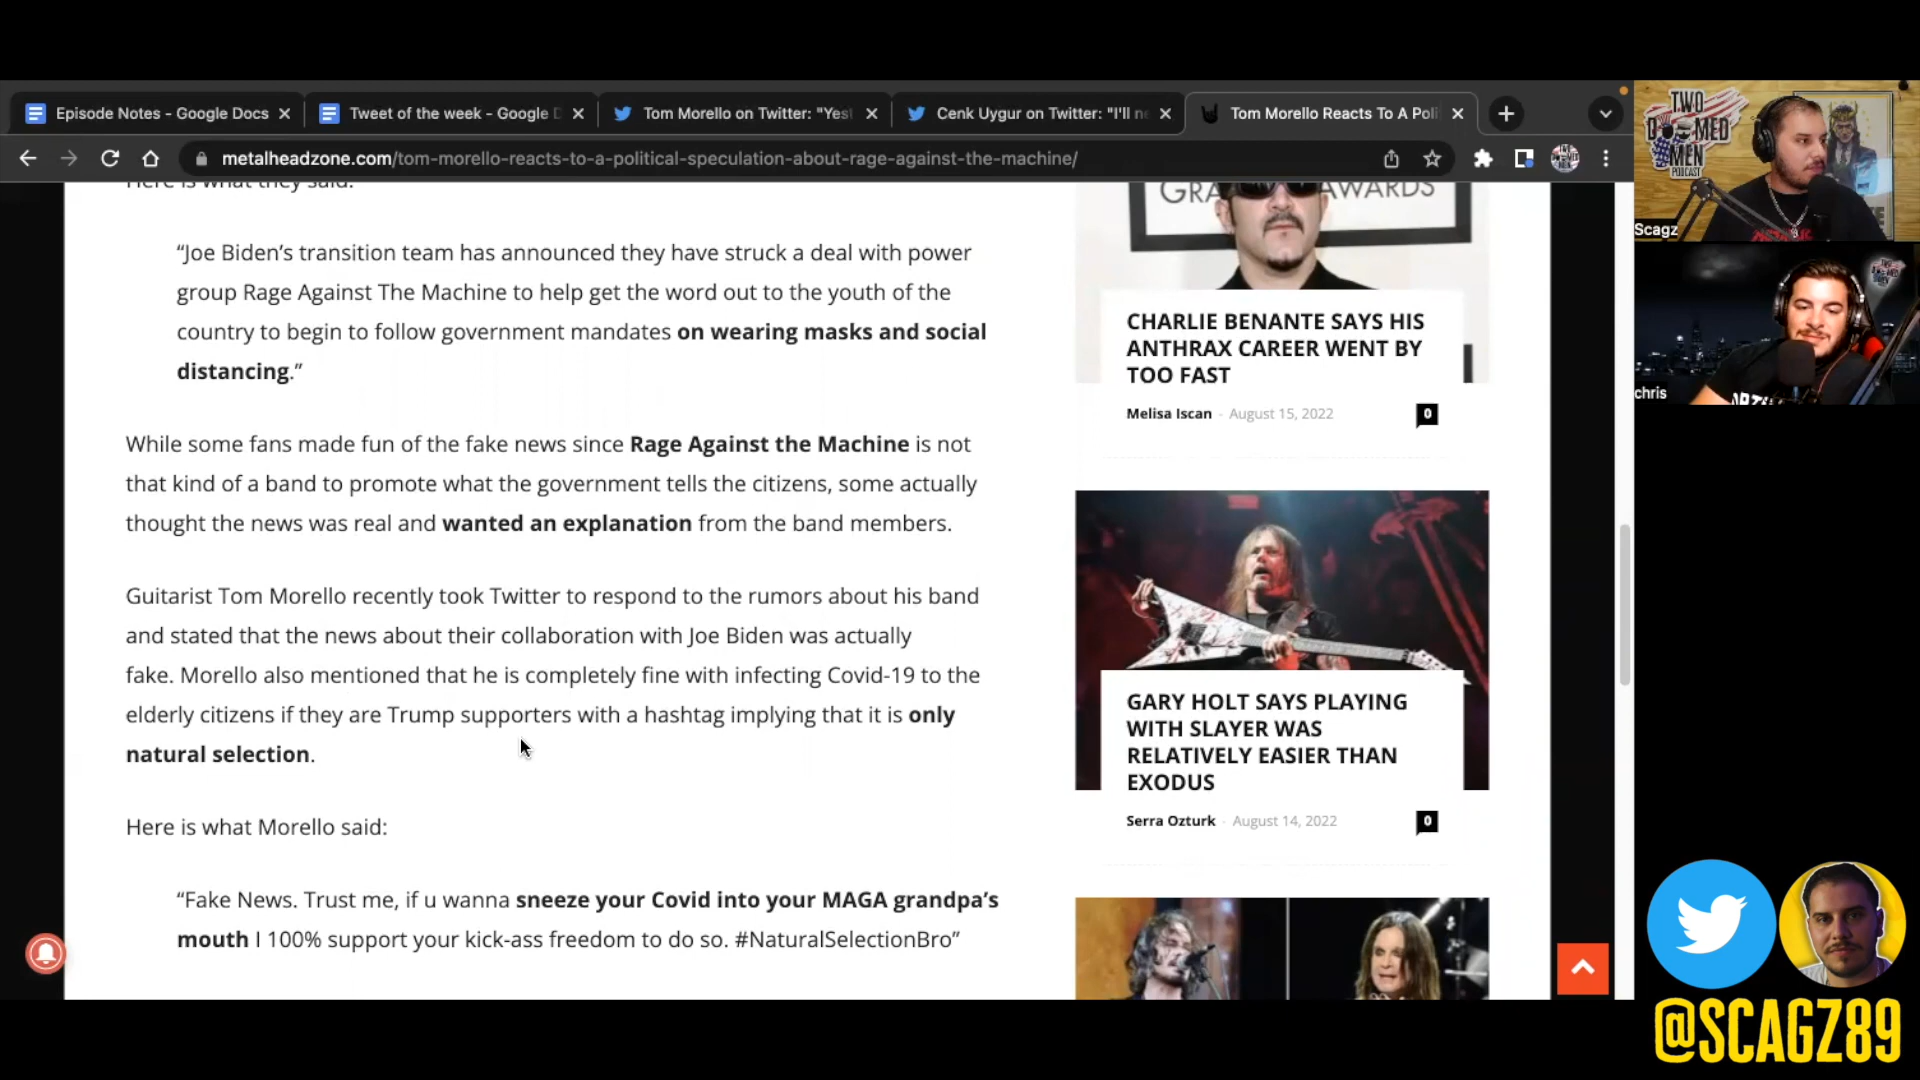 Episode Notes - Google Docs
Tweet of the week - Google D
Tom Morello on Twitter: "Yest
Cenk Uygur on Twitter: "I'll ne
Tom Morello Reacts To A Poli
metalheadzone.com/tom-morello-reacts-to-a-political-speculation-about-rage-against-the-machine/
Here is what they said:
“Joe Biden’s transition team has announced they have struck a deal with power
group Rage Against The Machine to help get the word out to the youth of the
country to begin to follow government mandates on wearing masks and social
distancing.”
While some fans made fun of the fake news since Rage Against the Machine is not
that kind of a band to promote what the government tells the citizens, some actually
thought the news was real and wanted an explanation from the band members.
Guitarist Tom Morello recently took Twitter to respond to the rumors about his band
and stated that the news about their collaboration with Joe Biden was actually
fake. Morello also mentioned that he is completely fine with infecting Covid-19 to the
elderly citizens if they are Trump supporters with a hashtag implying that it is only
natural selection.
Here is what Morello said:
“Fake News. Trust me, if u wanna sneeze your Covid into your MAGA grandpa’s
mouth I 100% support your kick-ass freedom to do so. #NaturalSelectionBro”
GRA AWARDS
CHARLIE BENANTE SAYS HIS
ANTHRAX CAREER WENT BY
TOO FAST
Melisa Iscan - August 15, 2022
0
GARY HOLT SAYS PLAYING
WITH SLAYER WAS
RELATIVELY EASIER THAN
EXODUS
Serra Ozturk - August 14, 2022
0
TWO
DOOMED
MEN
PODCAST
Scagz
chris
@SCAGZ89